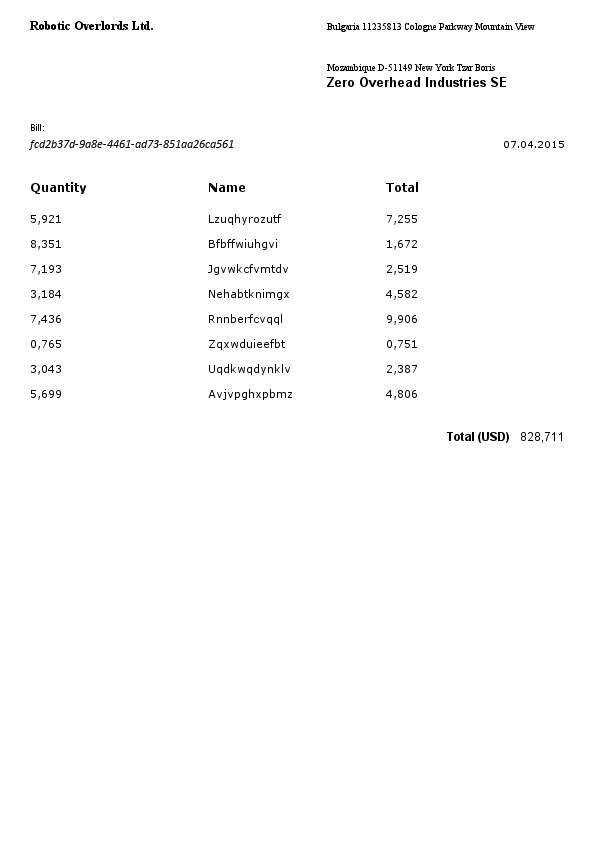 Robotic Overlords Ltd.
Bulgaria 11235813 Cologne Parkway Mountain View
Mozambique D-51149 New York Tzar Boris
Zero Overhead Industries SE
Bill:
fcd2b37d-9a8e-4461-ad73-851aa26ca561
07.04.2015
Quantity Name Total
5,921 Lzuqhyrozutf 7,255
8,351 Bfbffwiuhgvi 1,672
7,193 Jgvwkcfvmtdv 2,519
3,184 Nehabtknimgx 4,582
7,436 Rnnberfcvqql 9,906
0,765 Zqxwduieefbt 0,751
3,043 Uqdkwqdynklv 2,387
5,699 Avjvpghxpbmz 4,806
Total (USD) 828,711